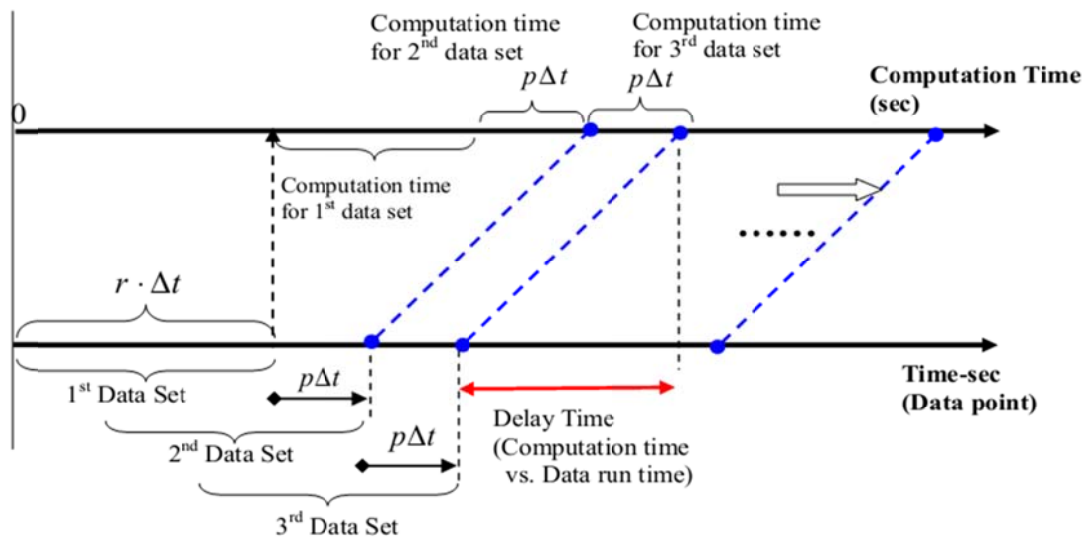 Computation time
for 2nd data set
Computation time
for 3rd data set
pΔt
pΔt
Computation Time
(sec)
0
Computation time
for 1st data set
r · Δt
......
1st Data Set
pΔt
Time-sec
(Data point)
2nd Data Set
pΔt
Delay Time
(Computation time
vs. Data run time)
3rd Data Set